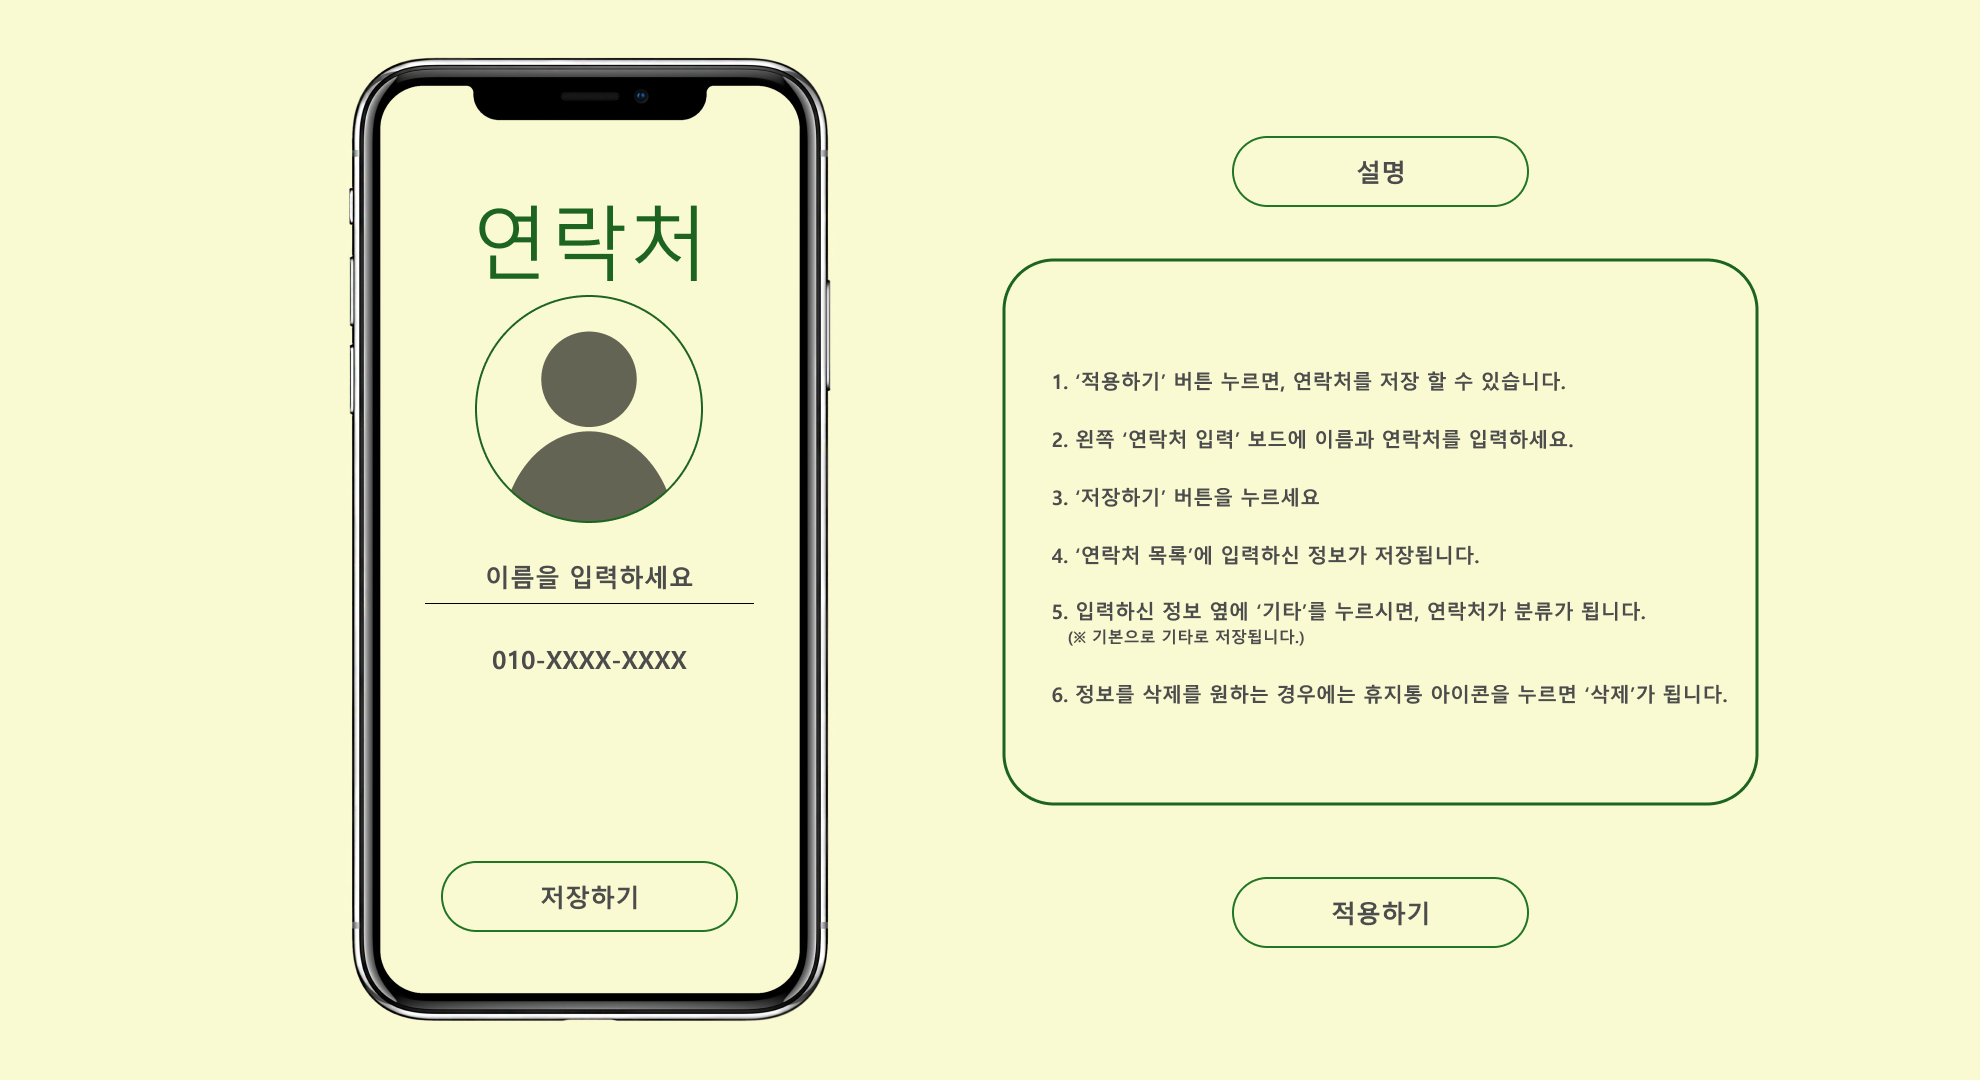 연락처
이름을 입력하세요
010-XXXX-XXXX
저장하기
설명
1. ‘적용하기’ 버튼 누르면, 연락처를 저장 할 수 있습니다.
2. 왼쪽 ‘연락처 입력’ 보드에 이름과 연락처를 입력하세요.
3. ‘저장하기’ 버튼을 누르세요
4. ‘연락처 목록’에 입력하신 정보가 저장됩니다.
5. 입력하신 정보 옆에 ‘기타’를 누르시면, 연락처가 분류가 됩니다.
(※ 기본으로 기타로 저장됩니다.)
6. 정보를 삭제를 원하는 경우에는 휴지통 아이콘을 누르면 ‘삭제’가 됩니다.
적용하기